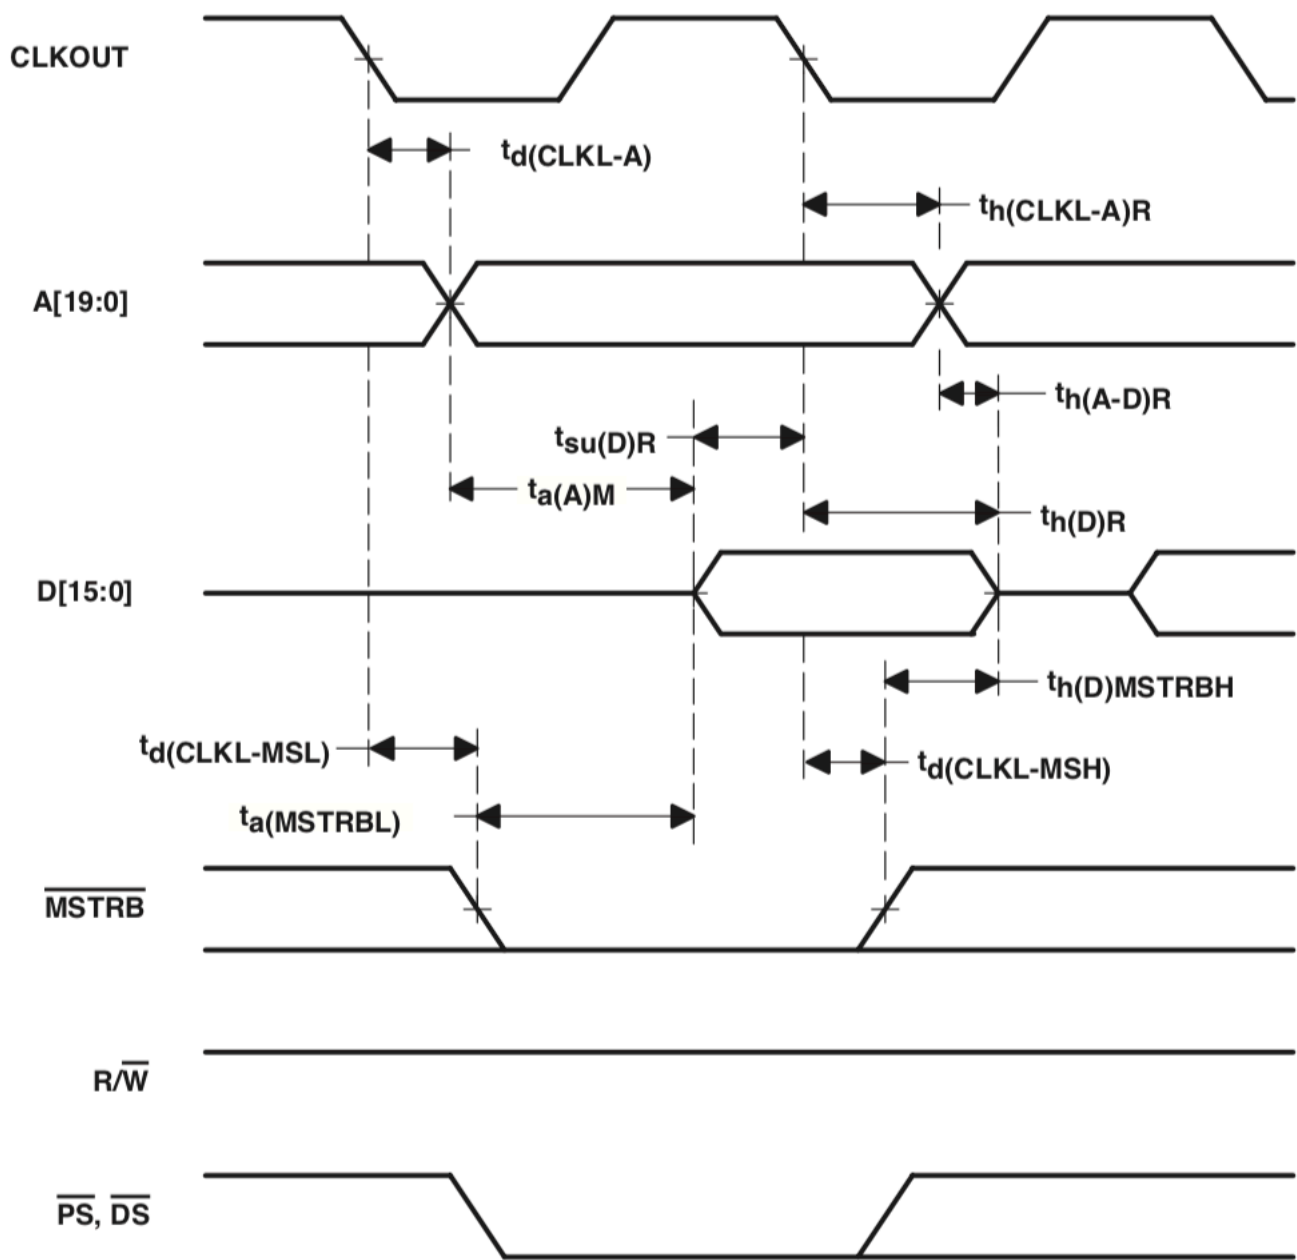 CLKOUT
td(CLKL-A)
th(CLKL-A)R
A[19:0]
th(A-D)R
tsu(D)R
ta(A)M
th(D)R
D[15:0]
th(D)MSTRBH
td(CLKL-MSL)
td(CLKL-MSH)
ta(MSTRBL)
MSTRB
R/W
PS, DS